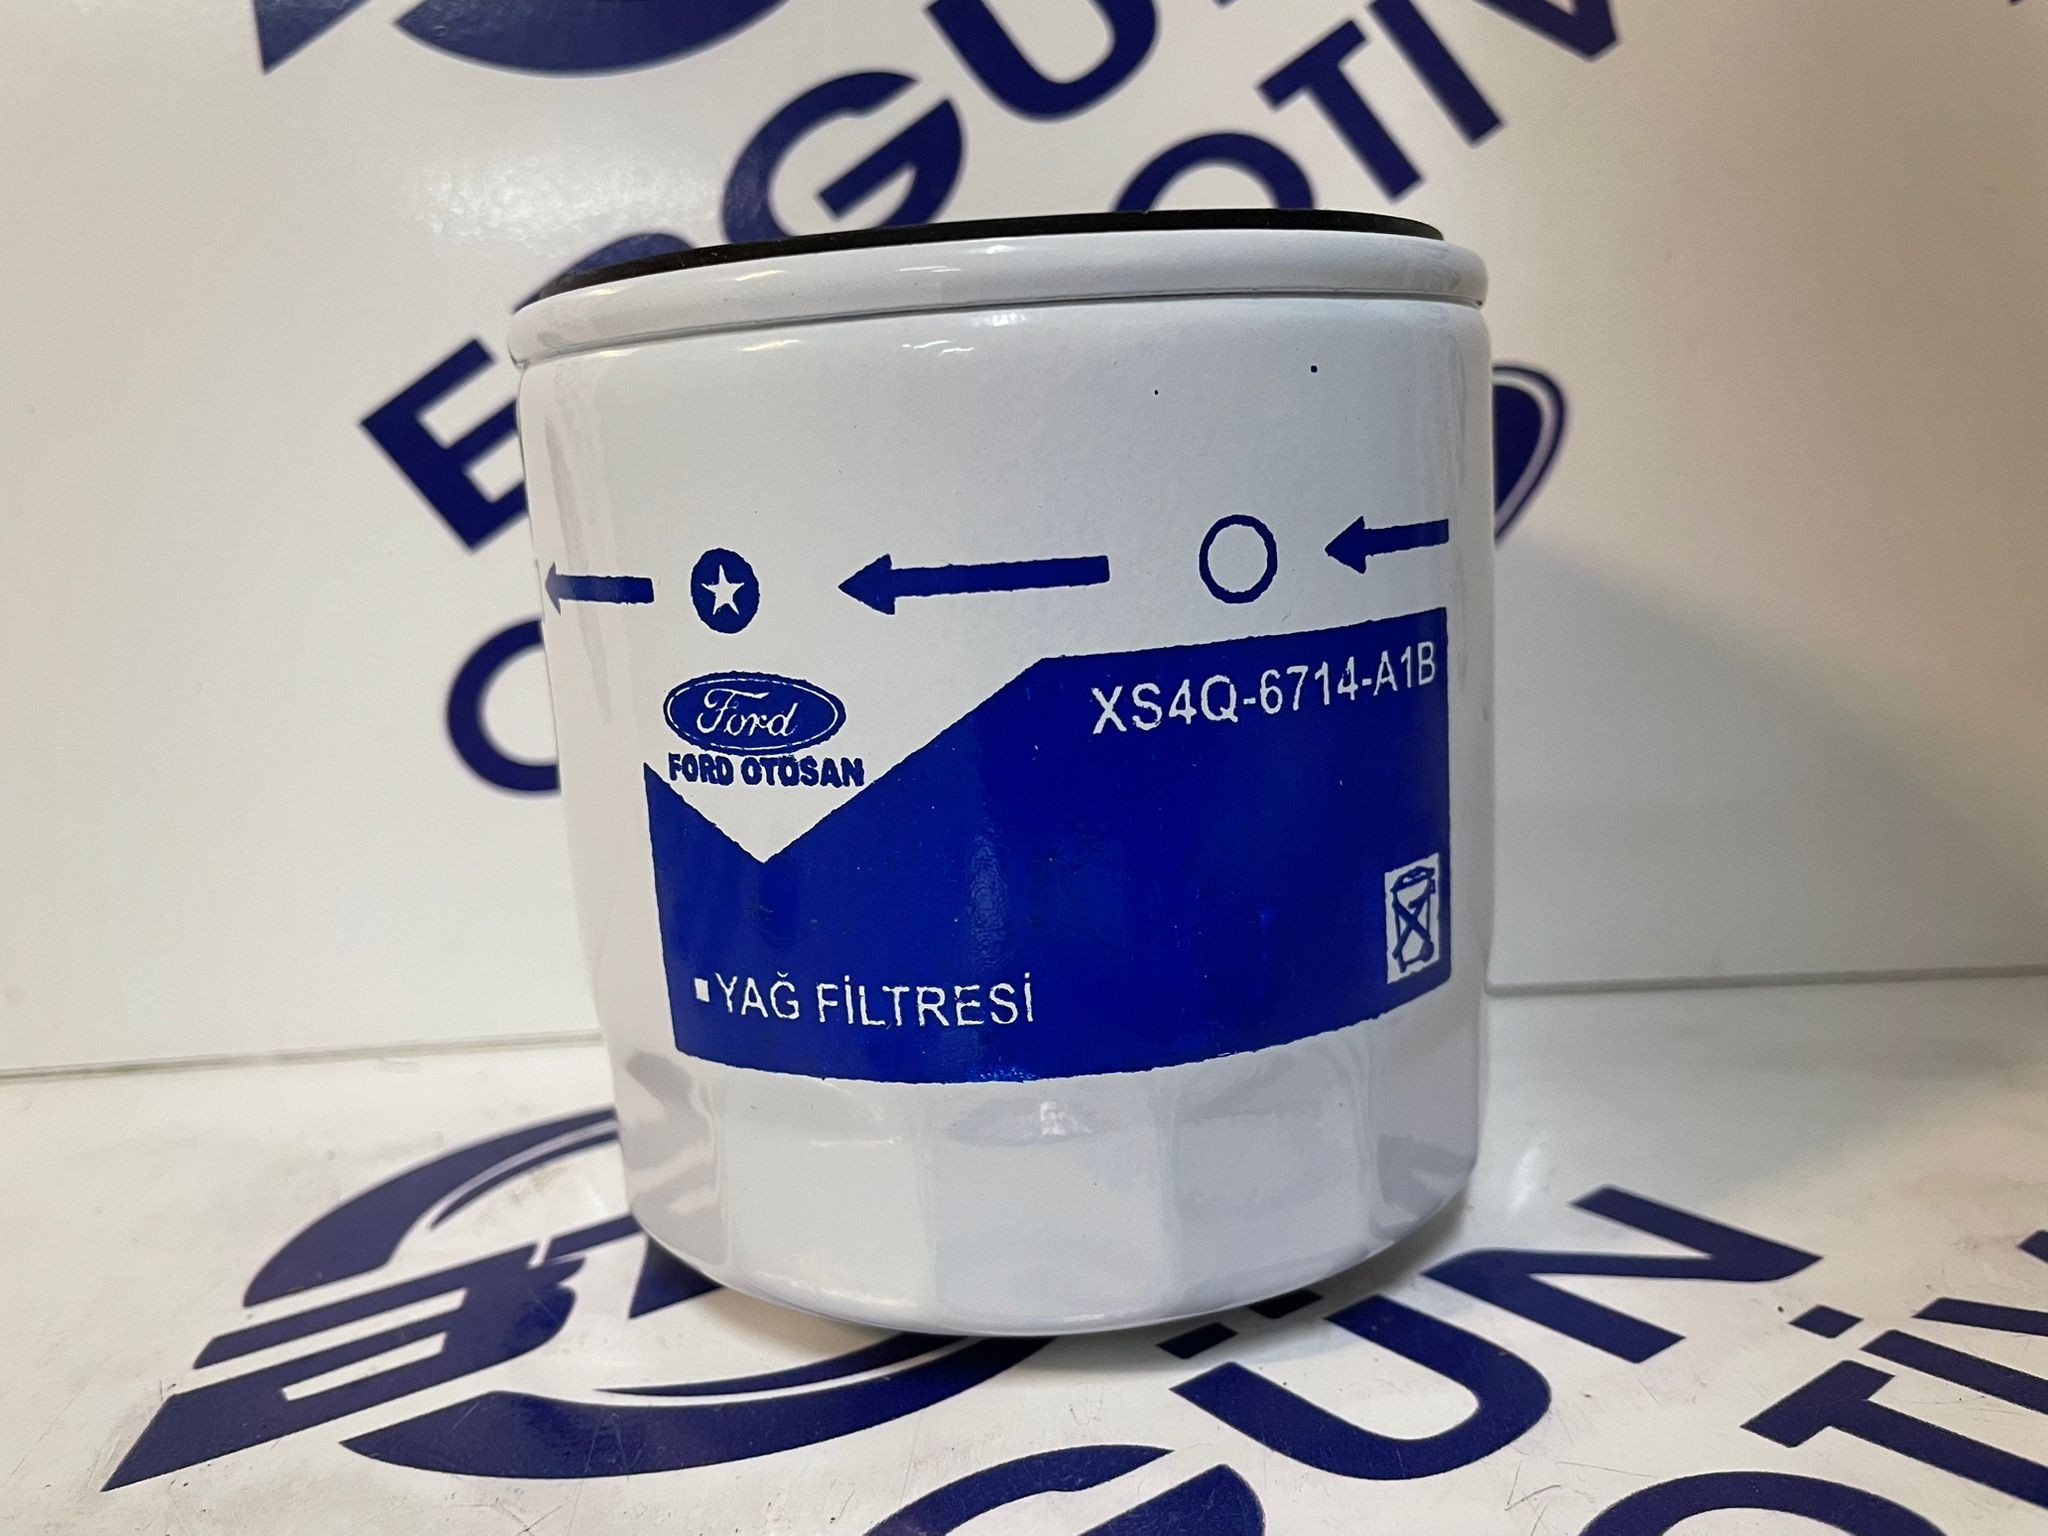 XS4Q-6714-A1B
Ford
FORD OTOSAN
YAĞ FİLTRESİ